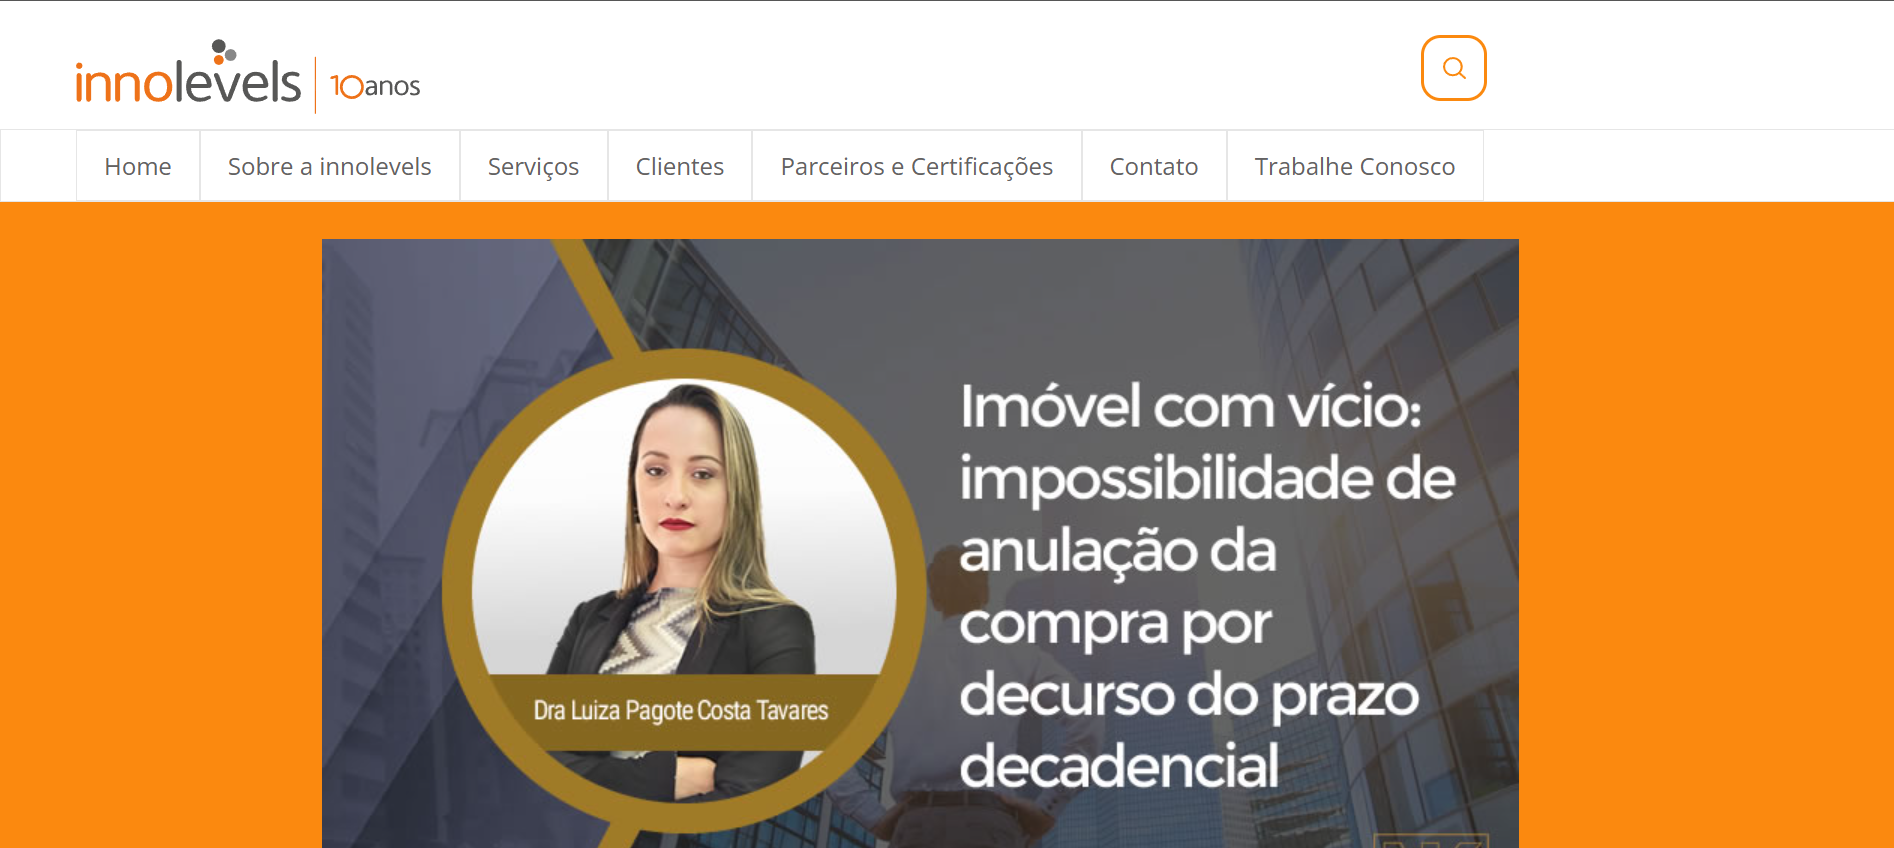 innolevels 10anos
Home Sobre a innolevels Serviços Clientes Parceiros e Certificações Contato Trabalhe Conosco
Imóvel com vício:
impossibilidade de
anulação da
compra por
decurso do prazo
decadencial
Dra Luiza Pagote Costa Tavares